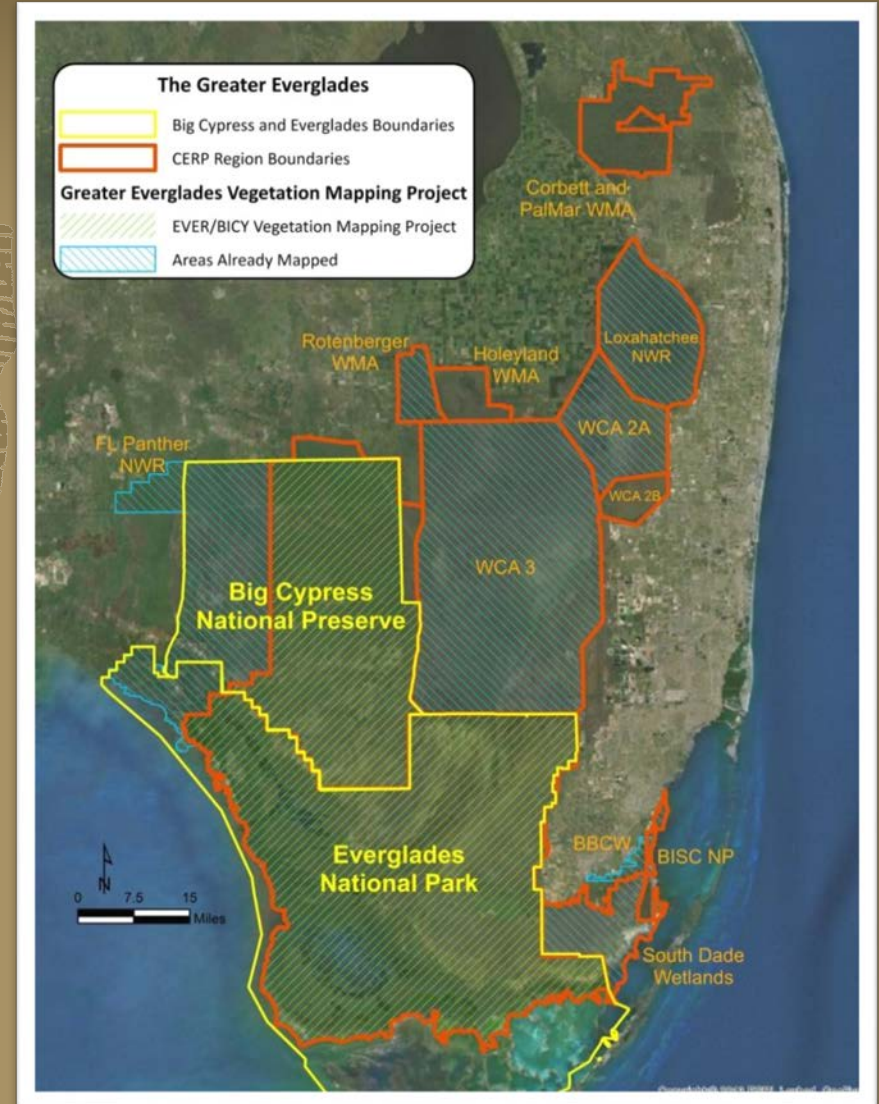 The Greater Everglades
Big Cypress and Everglades Boundaries
CERP Region Boundaries
Greater Everglades Vegetation Mapping Project
EVER/BICY Vegetation Mapping Project
Areas Already Mapped
Corbett and
PalMar WMA
Loxahatchee
NWR
Rotenberger
WMA
Holeyland
WMA
WCA 2A
FL Panther
NWR
WCA 2B
WCA 3
Big Cypress
National Preserve
BBCW
BISC NP
Everglades
National Park
N
0 7.5 15
Miles
South Dade
Wetlands